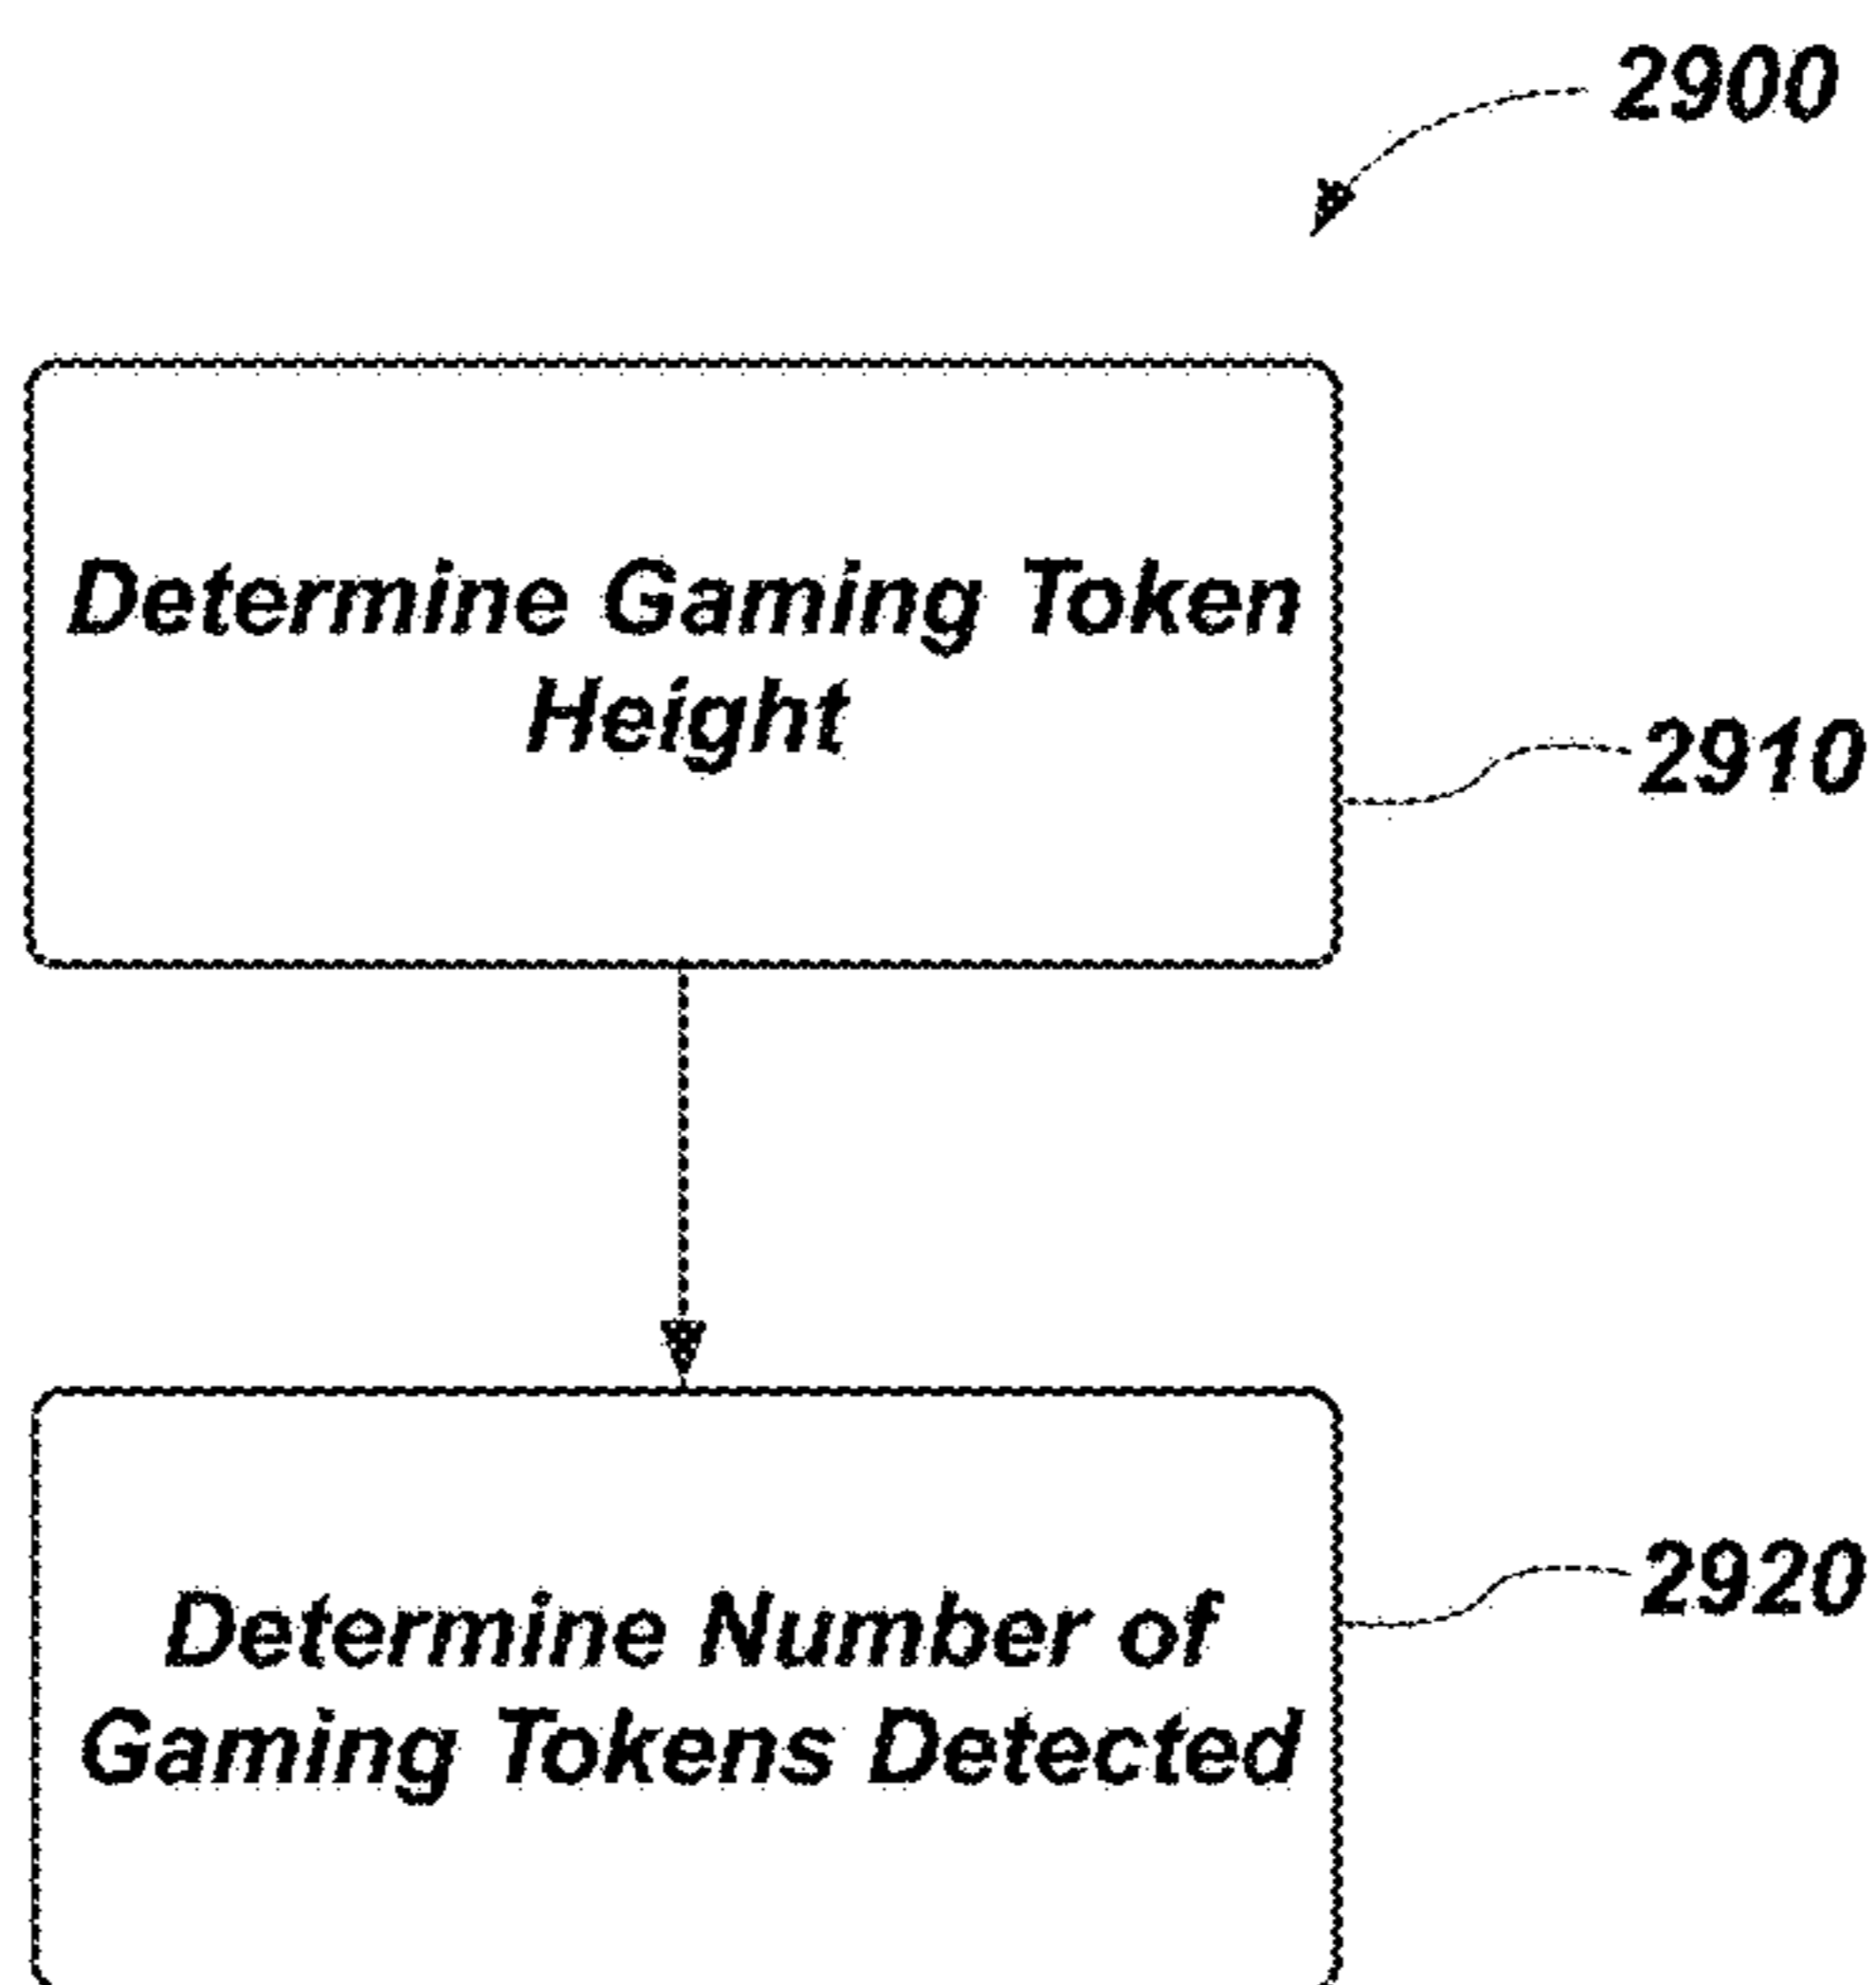 2900
Determine Gaming Token
Height
2910
Determine Number of
Gaming Tokens Detected
2920